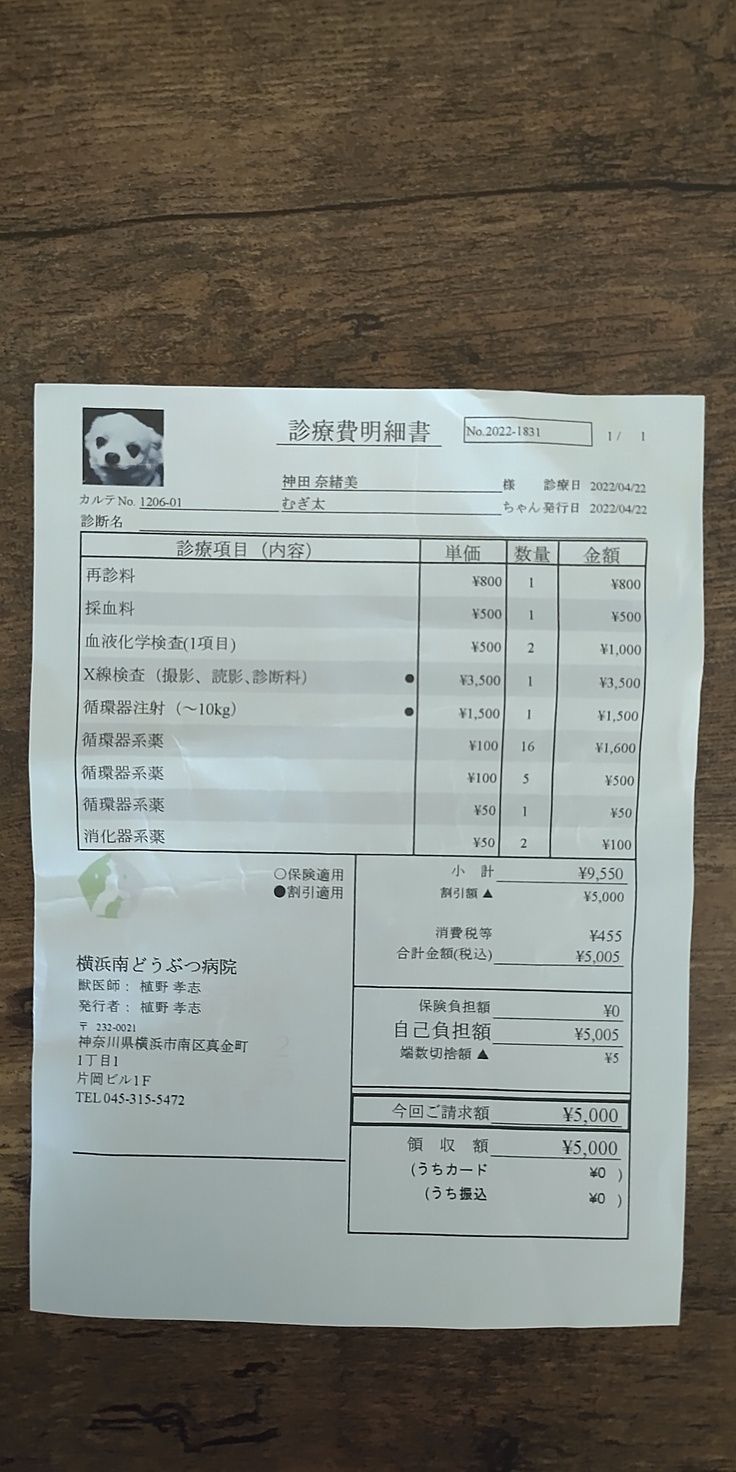 診療費明細書
No.2022-1831
1 / 1
神田 奈緒美 様 診療日 2022/04/22
カルテNo. 1206-01 むぎ太 ちゃん 発行日 2022/04/22
診断名
診療項目（内容） 単価 数量 金額
再診料 ¥800 1 ¥800
採血料 ¥500 1 ¥500
血液化学検査(1項目) ¥500 2 ¥1,000
X線検査（撮影、読影、診断料） ● ¥3,500 1 ¥3,500
循環器注射（～10kg） ● ¥1,500 1 ¥1,500
循環器系薬 ¥100 16 ¥1,600
循環器系薬 ¥100 5 ¥500
循環器系薬 ¥50 1 ¥50
消化器系薬 ¥50 2 ¥100
○保険適用
●割引適用
横浜南どうぶつ病院
獣医師： 植野 孝志
発行者： 植野 孝志
〒 232-0021
神奈川県横浜市南区真金町
1丁目1
片岡ビル1F
TEL 045-315-5472
小 計 ¥9,550
割引額 ▲ ¥5,000
消費税等 ¥455
合計金額(税込) ¥5,005
保険負担額 ¥0
自己負担額 ¥5,005
端数切捨額 ▲ ¥5
今回ご請求額 ¥5,000
領 収 額 ¥5,000
(うちカード ¥0 )
(うち振込 ¥0 )